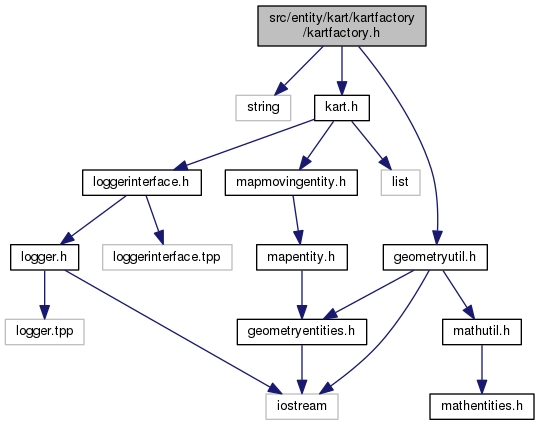 src/entity/kart/kartfactory
/kartfactory.h
string
kart.h
loggerinterface.h
mapmovingentity.h
list
logger.h
loggerinterface.tpp
mapentity.h
geometryutil.h
logger.tpp
geometryentities.h
mathutil.h
iostream
mathentities.h